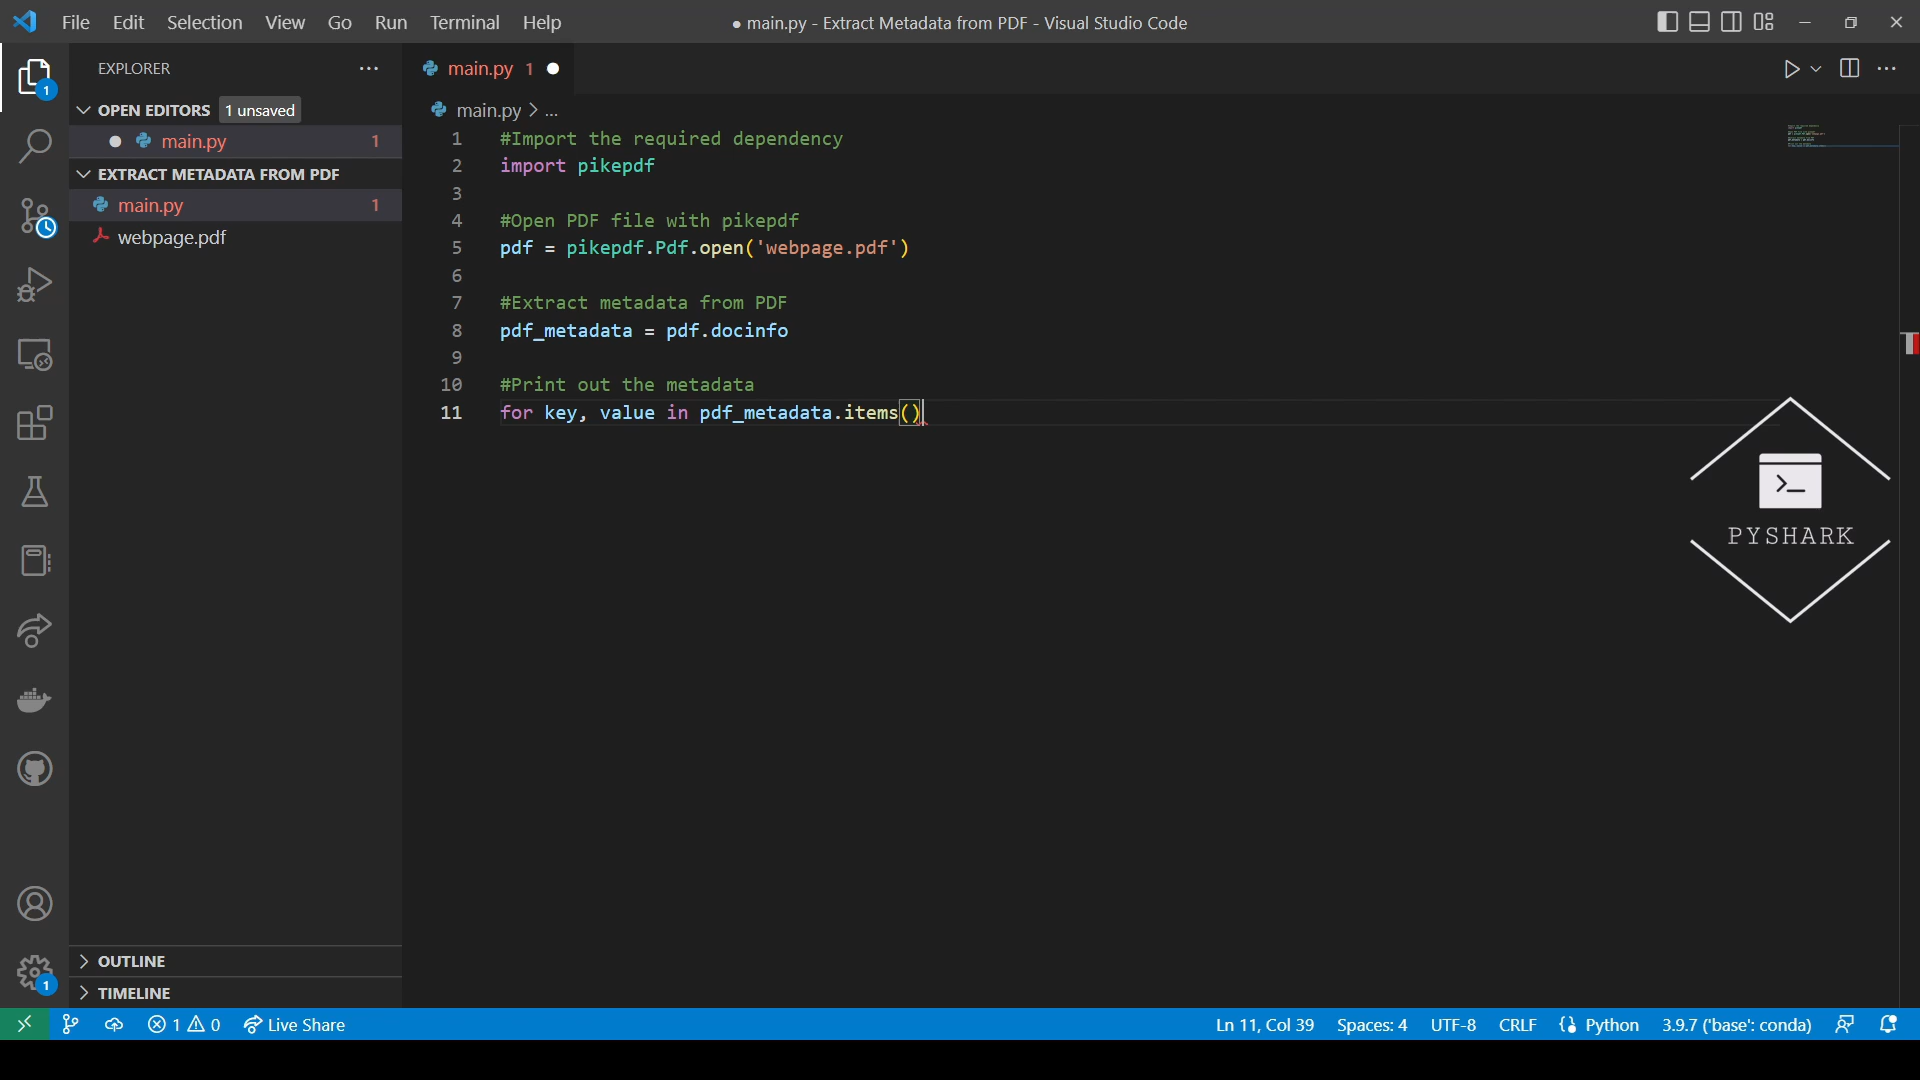 File Edit Selection View Go Run Terminal Help
● main.py - Extract Metadata from PDF - Visual Studio Code
EXPLORER
OPEN EDITORS 1 unsaved
main.py 1
EXTRACT METADATA FROM PDF
main.py 1
webpage.pdf
OUTLINE
TIMELINE
1
1
main.py 1
main.py > ...
1 #Import the required dependency
2 import pikepdf
3
4 #Open PDF file with pikepdf
5 pdf = pikepdf.Pdf.open('webpage.pdf')
6
7 #Extract metadata from PDF
8 pdf_metadata = pdf.docinfo
9
10 #Print out the metadata
11 for key, value in pdf_metadata.items()
PYSHARK
1 0 Live Share
Ln 11, Col 39 Spaces: 4 UTF-8 CRLF Python 3.9.7 ('base': conda)